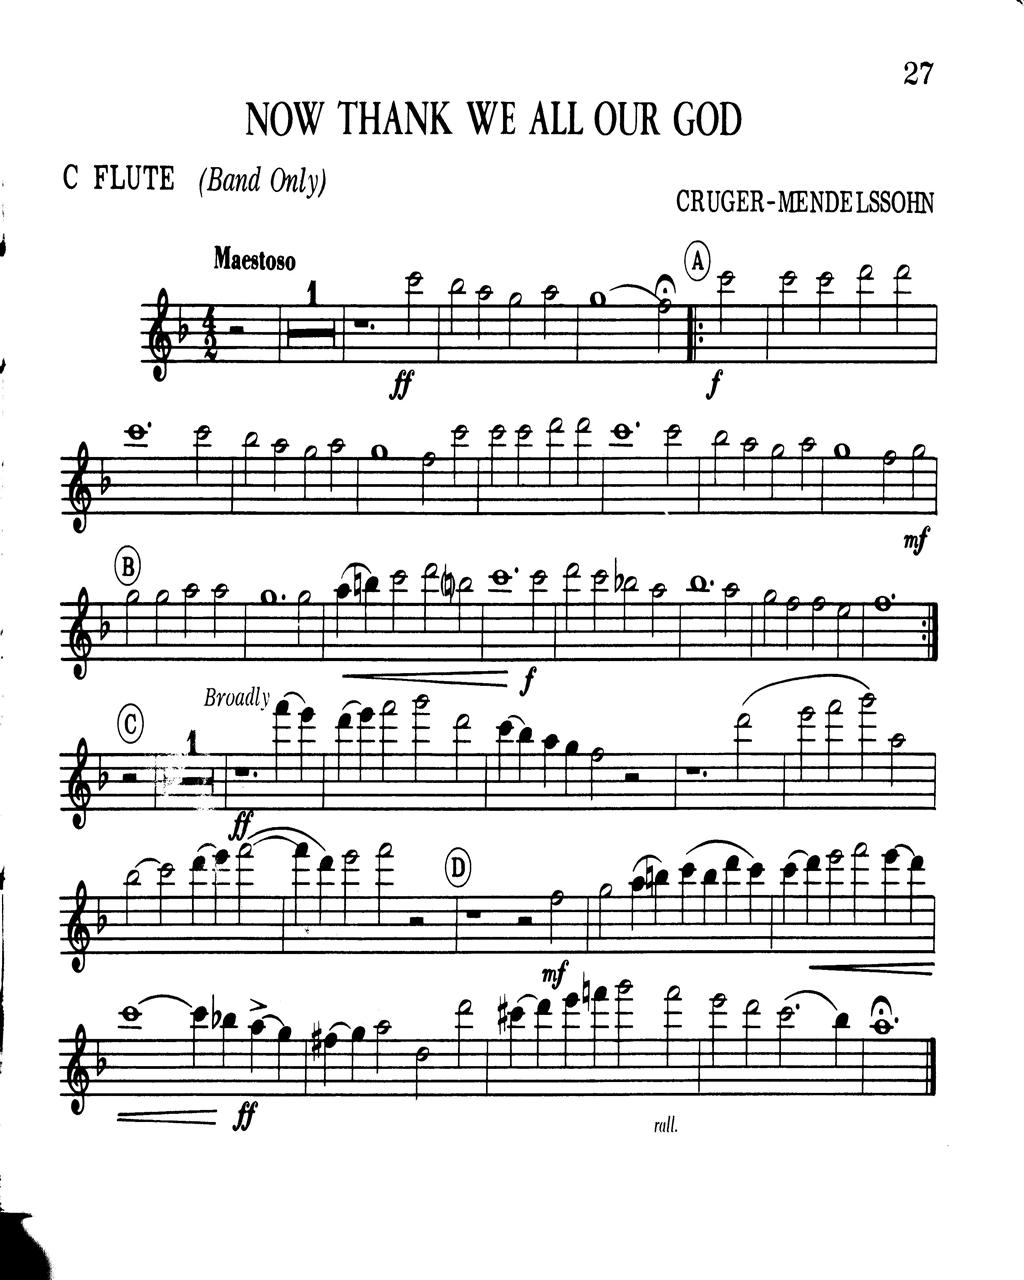 27
NOW THANK WE ALL OUR GOD
C FLUTE (Band Only)
CRUGER-MENDELSSOHN
Maestoso
A
1
4
2
ff
f
mf
B
f
Broadly
C
1
ff
D
mf
ff
rall.